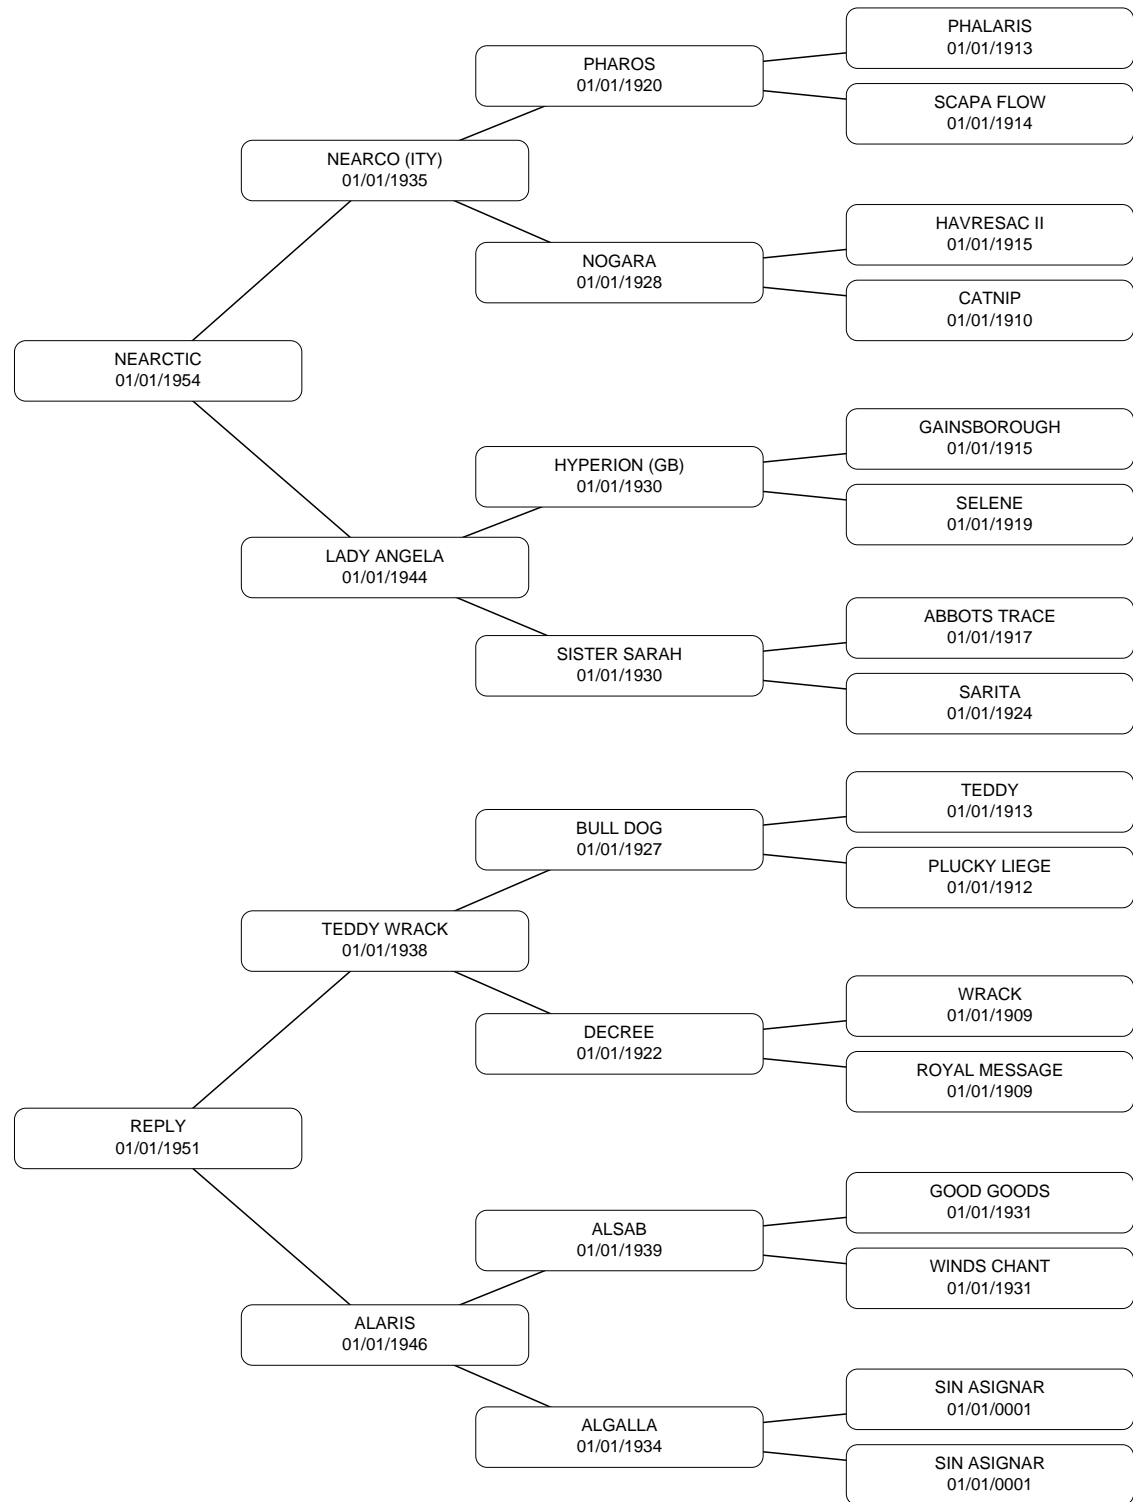 PHALARIS
01/01/1913
PHAROS
01/01/1920
SCAPA FLOW
01/01/1914
NEARCO (ITY)
01/01/1935
HAVRESAC II
01/01/1915
NOGARA
01/01/1928
CATNIP
01/01/1910
NEARCTIC
01/01/1954
GAINSBOROUGH
01/01/1915
HYPERION (GB)
01/01/1930
SELENE
01/01/1919
LADY ANGELA
01/01/1944
ABBOTS TRACE
01/01/1917
SISTER SARAH
01/01/1930
SARITA
01/01/1924
TEDDY
01/01/1913
BULL DOG
01/01/1927
PLUCKY LIEGE
01/01/1912
TEDDY WRACK
01/01/1938
WRACK
01/01/1909
DECREE
01/01/1922
ROYAL MESSAGE
01/01/1909
REPLY
01/01/1951
GOOD GOODS
01/01/1931
ALSAB
01/01/1939
WINDS CHANT
01/01/1931
ALARIS
01/01/1946
SIN ASIGNAR
01/01/0001
ALGALLA
01/01/1934
SIN ASIGNAR
01/01/0001